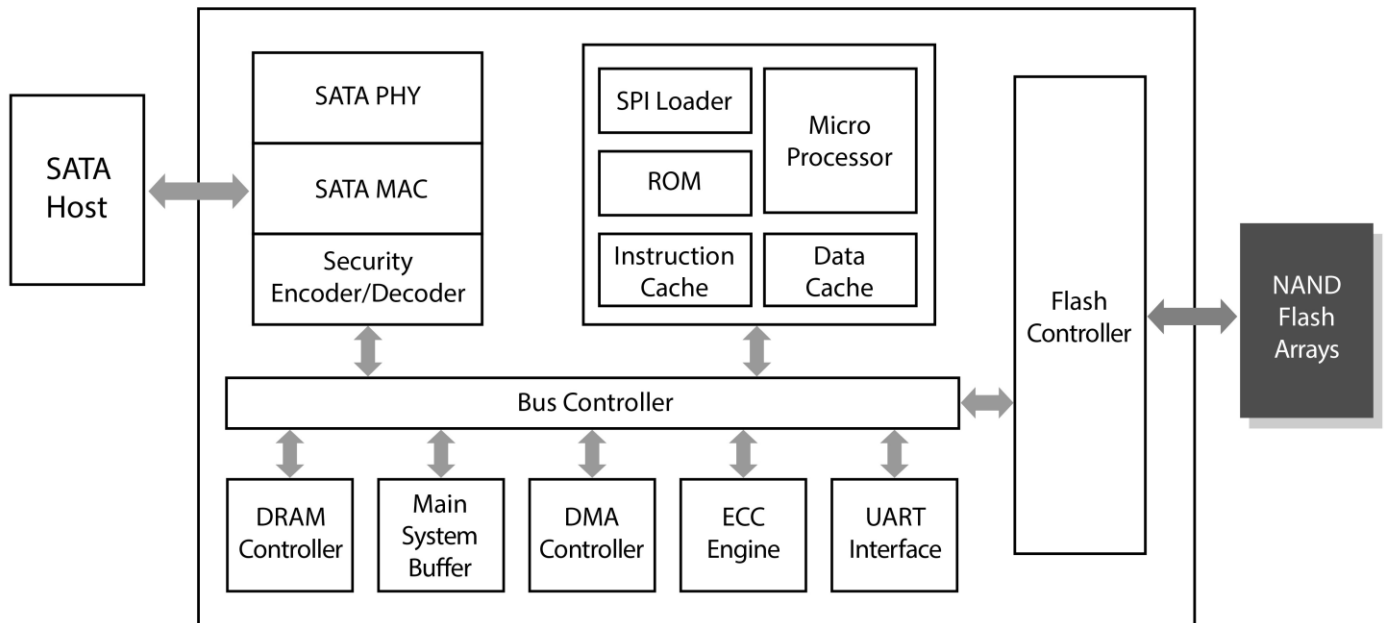 SATA
Host
SATA PHY
SATA MAC
Security
Encoder/Decoder
SPI Loader
ROM
Instruction
Cache
Micro
Processor
Data
Cache
Flash
Controller
NAND
Flash
Arrays
Bus Controller
DRAM
Controller
Main
System
Buffer
DMA
Controller
ECC
Engine
UART
Interface